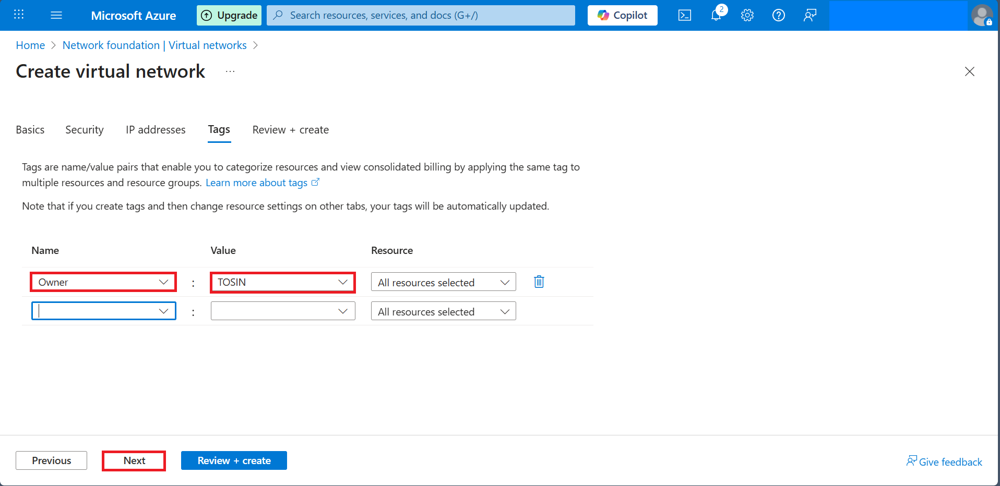 Microsoft Azure
Upgrade
Search resources, services, and docs (G+/)
Copilot
2
Home > Network foundation | Virtual networks >
Create virtual network ...
Basics Security IP addresses Tags Review + create
Tags are name/value pairs that enable you to categorize resources and view consolidated billing by applying the same tag to
multiple resources and resource groups. Learn more about tags
Note that if you create tags and then change resource settings on other tabs, your tags will be automatically updated.
Name Value Resource
Owner : TOSIN All resources selected
: All resources selected
Previous Next Review + create Give feedback